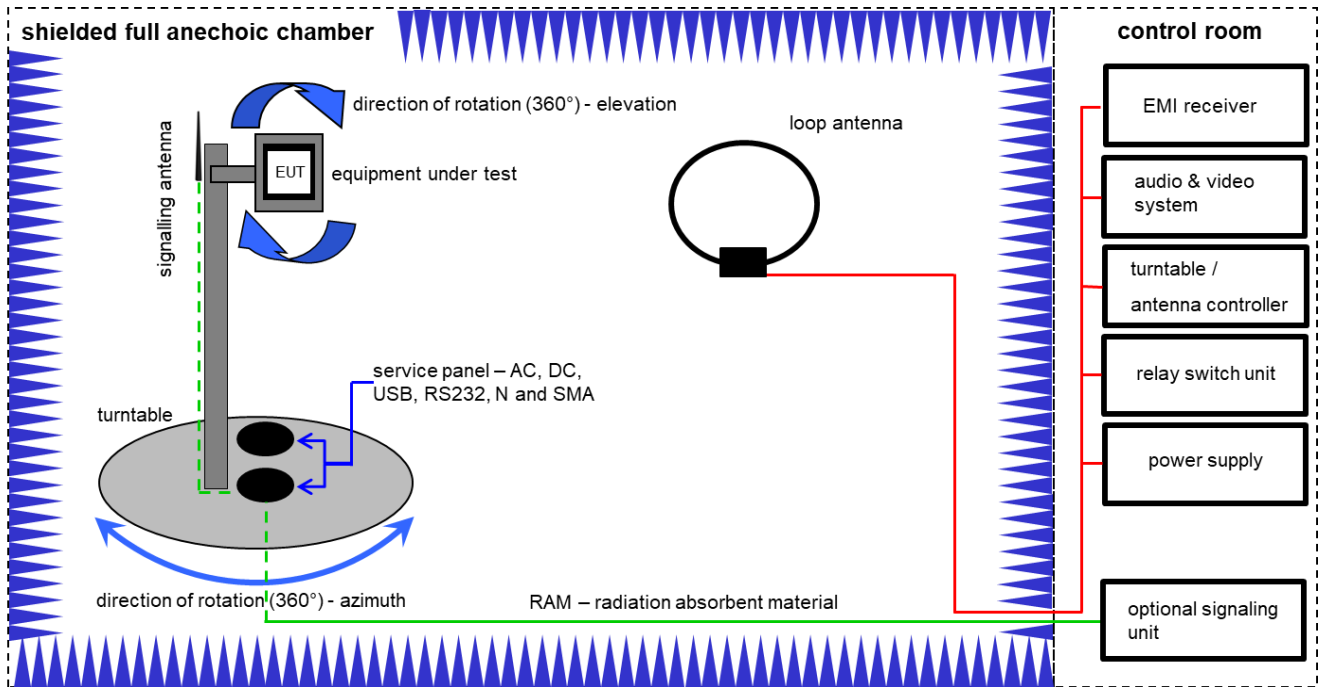 shielded full anechoic chamber
control room
direction of rotation (360°) - elevation
signalling antenna
EUT
equipment under test
loop antenna
service panel – AC, DC,
USB, RS232, N and SMA
turntable
direction of rotation (360°) - azimuth
RAM – radiation absorbent material
EMI receiver
audio & video
system
turntable /
antenna controller
relay switch unit
power supply
optional signaling
unit